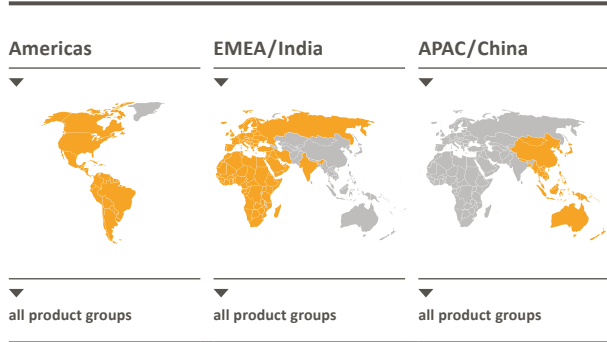 Americas
EMEA/India
APAC/China
all product groups
all product groups
all product groups